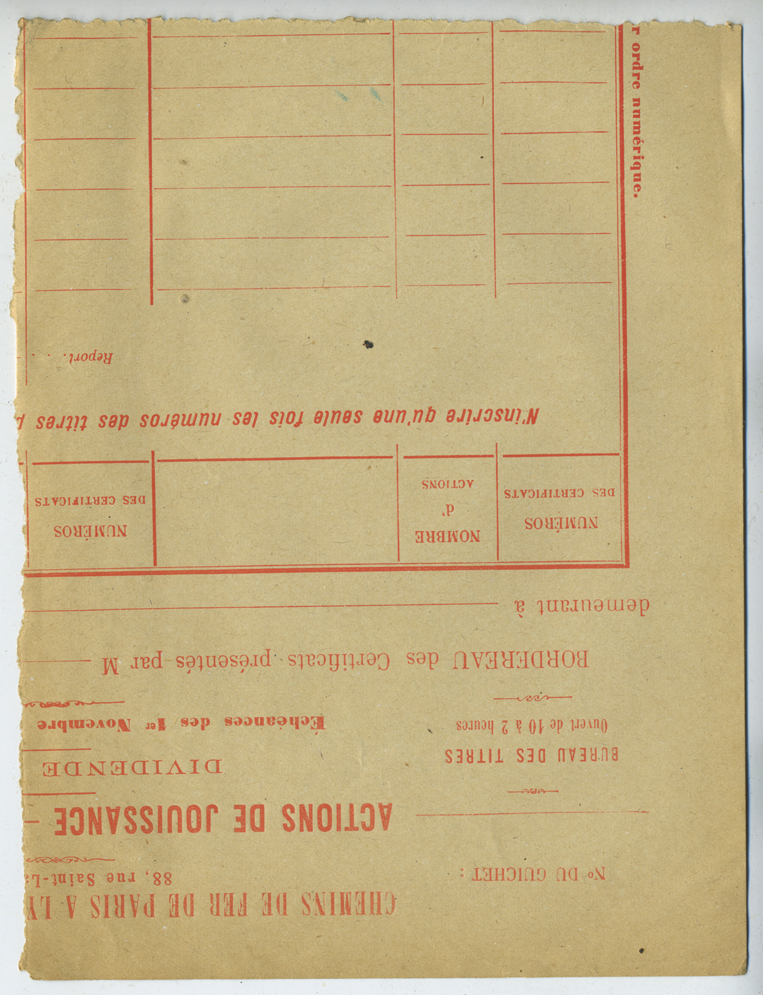 CHEMINS DE FER DE PARIS A LY
88, rue Saint-L
N° DU GUICHET :
ACTIONS DE JOUISSANCE —
BUREAU DES TITRES
Ouvert de 10 à 2 heures
DIVIDENDE
Échéances des 1er Novembre
BORDEREAU des Certificats présentés par M
demeurant à
NUMÉROS
DES CERTIFICATS
NOMBRE
d'
ACTIONS
NUMÉROS
DES CERTIFICATS
N'inscrire qu'une seule fois les numéros des titres p
Report. . . .
r ordre numérique.